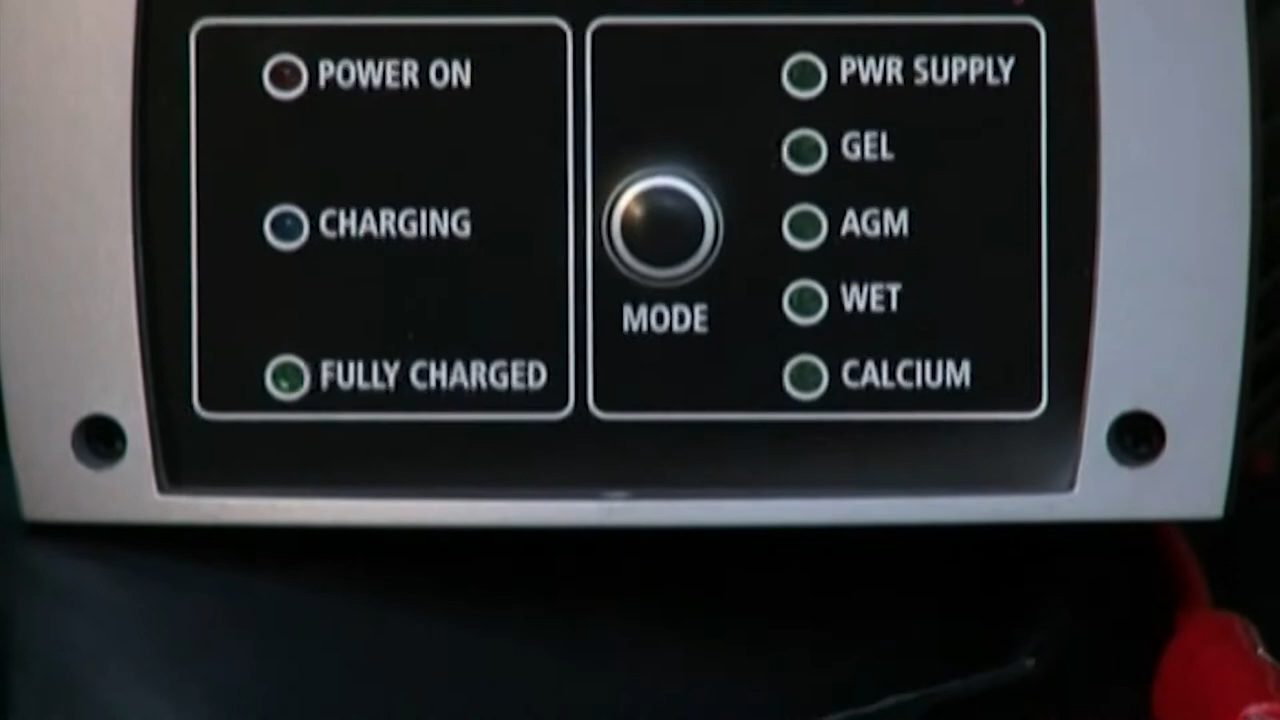 POWER ON
CHARGING
FULLY CHARGED
MODE
PWR SUPPLY
GEL
AGM
WET
CALCIUM